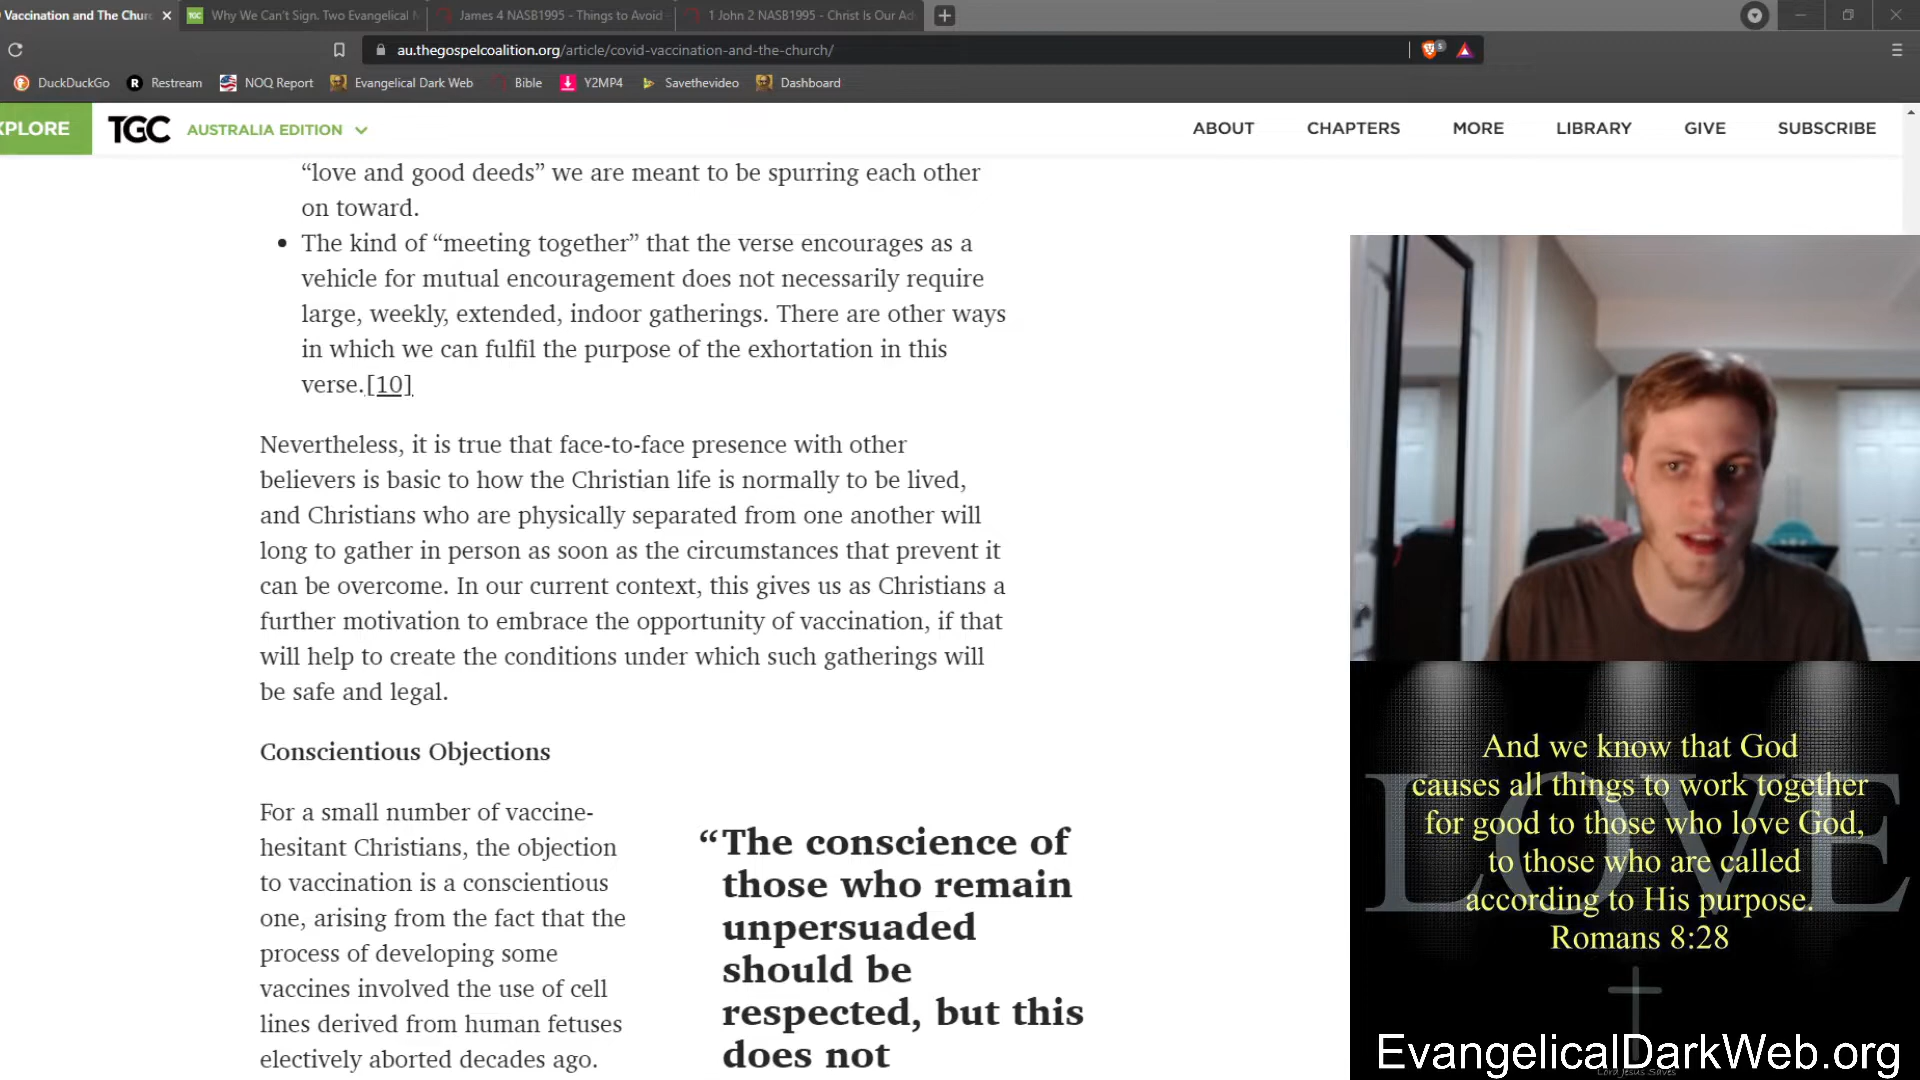 Vaccination and The Churc
Why We Can't Sign. Two Evangelical
James 4 NASB1995 - Things to Avoid
1 John 2 NASB1995 - Christ Is Our Ad
au.thegospelcoalition.org/article/covid-vaccination-and-the-church/
5
DuckDuckGo
R Restream
NOQ Report
Evangelical Dark Web
Bible
Y2MP4
Savethevideo
Dashboard
XPLORE
TGC
AUSTRALIA EDITION
ABOUT
CHAPTERS
MORE
LIBRARY
GIVE
SUBSCRIBE
“love and good deeds” we are meant to be spurring each other
on toward.
• The kind of “meeting together” that the verse encourages as a
vehicle for mutual encouragement does not necessarily require
large, weekly, extended, indoor gatherings. There are other ways
in which we can fulfil the purpose of the exhortation in this
verse.[10]
Nevertheless, it is true that face-to-face presence with other
believers is basic to how the Christian life is normally to be lived,
and Christians who are physically separated from one another will
long to gather in person as soon as the circumstances that prevent it
can be overcome. In our current context, this gives us as Christians a
further motivation to embrace the opportunity of vaccination, if that
will help to create the conditions under which such gatherings will
be safe and legal.
Conscientious Objections
For a small number of vaccine-
hesitant Christians, the objection
to vaccination is a conscientious
one, arising from the fact that the
process of developing some
vaccines involved the use of cell
lines derived from human fetuses
electively aborted decades ago.
“The conscience of
those who remain
unpersuaded
should be
respected, but this
does not
LOVE
And we know that God
causes all things to work together
for good to those who love God,
to those who are called
according to His purpose.
Romans 8:28
EvangelicalDarkWeb.org
Lord Jesus Saves